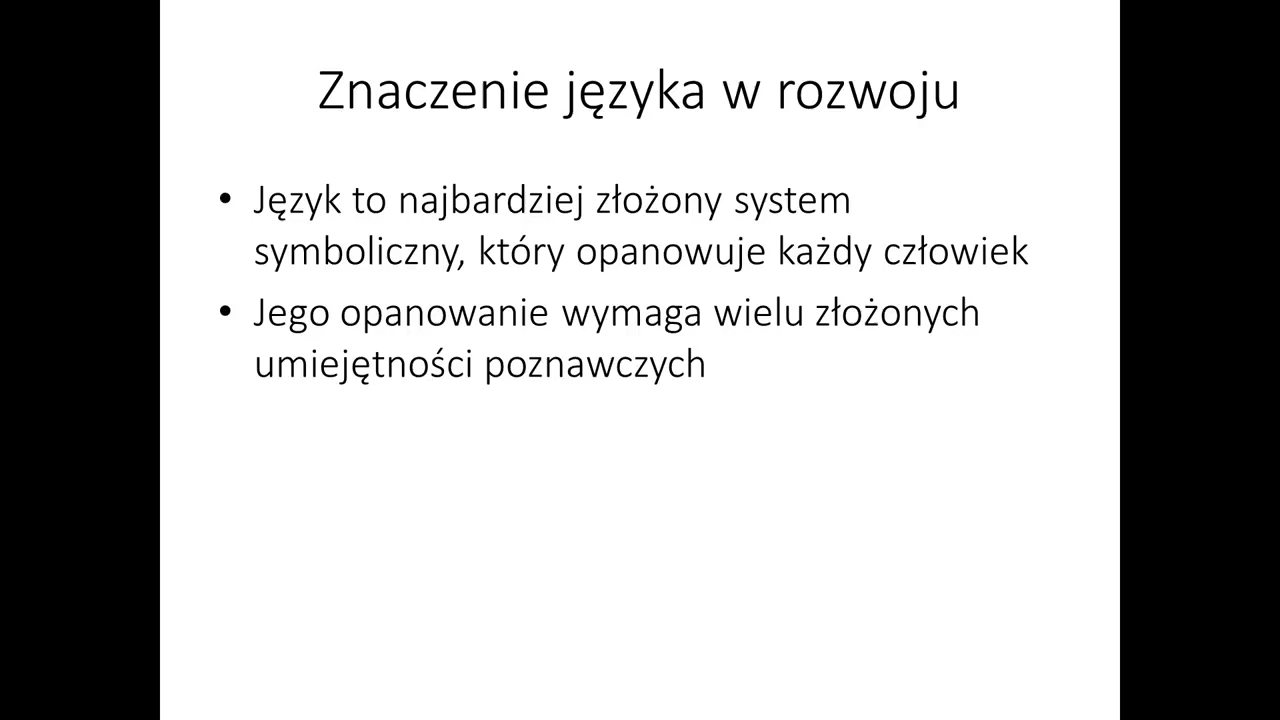 Znaczenie języka w rozwoju
• Język to najbardziej złożony system
symboliczny, który opanowuje każdy człowiek
• Jego opanowanie wymaga wielu złożonych
umiejętności poznawczych